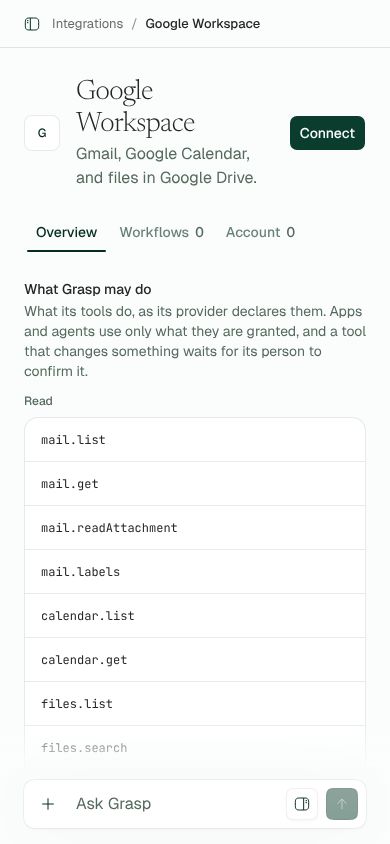 Integrations / Google Workspace
G
Google
Workspace
Gmail, Google Calendar,
and files in Google Drive.
Connect
Overview Workflows 0 Account 0
What Grasp may do
What its tools do, as its provider declares them. Apps
and agents use only what they are granted, and a tool
that changes something waits for its person to
confirm it.
Read
mail.list
mail.get
mail.readAttachment
mail.labels
calendar.list
calendar.get
files.list
files.search
Ask Grasp